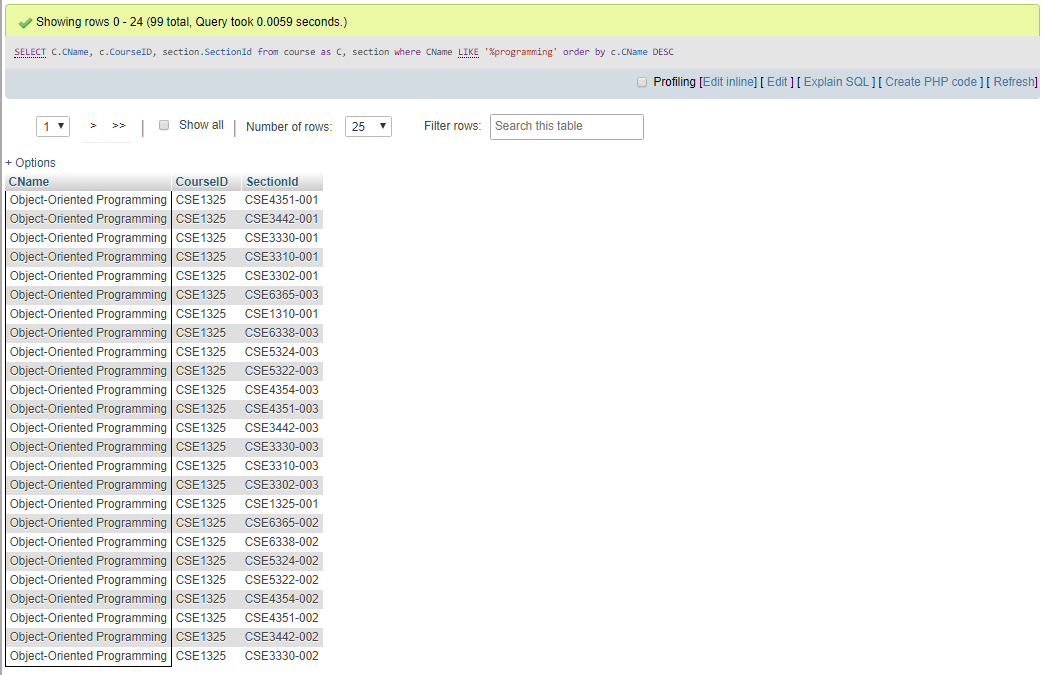 Showing rows 0 - 24 (99 total, Query took 0.0059 seconds.)
SELECT C.CName, c.CourseID, section.SectionId from course as C, section where CName LIKE '%programming' order by c.CName DESC
Profiling [Edit inline] [ Edit ] [ Explain SQL ] [ Create PHP code ] [ Refresh]
1 > >> | Show all | Number of rows: 25 Filter rows: Search this table
+ Options
CName CourseID SectionId
Object-Oriented Programming CSE1325 CSE4351-001
Object-Oriented Programming CSE1325 CSE3442-001
Object-Oriented Programming CSE1325 CSE3330-001
Object-Oriented Programming CSE1325 CSE3310-001
Object-Oriented Programming CSE1325 CSE3302-001
Object-Oriented Programming CSE1325 CSE6365-003
Object-Oriented Programming CSE1325 CSE1310-001
Object-Oriented Programming CSE1325 CSE6338-003
Object-Oriented Programming CSE1325 CSE5324-003
Object-Oriented Programming CSE1325 CSE5322-003
Object-Oriented Programming CSE1325 CSE4354-003
Object-Oriented Programming CSE1325 CSE4351-003
Object-Oriented Programming CSE1325 CSE3442-003
Object-Oriented Programming CSE1325 CSE3330-003
Object-Oriented Programming CSE1325 CSE3310-003
Object-Oriented Programming CSE1325 CSE3302-003
Object-Oriented Programming CSE1325 CSE1325-001
Object-Oriented Programming CSE1325 CSE6365-002
Object-Oriented Programming CSE1325 CSE6338-002
Object-Oriented Programming CSE1325 CSE5324-002
Object-Oriented Programming CSE1325 CSE5322-002
Object-Oriented Programming CSE1325 CSE4354-002
Object-Oriented Programming CSE1325 CSE4351-002
Object-Oriented Programming CSE1325 CSE3442-002
Object-Oriented Programming CSE1325 CSE3330-002